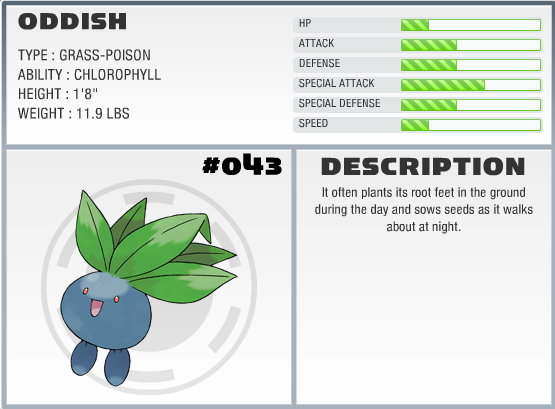 ODDISH
TYPE : GRASS-POISON
ABILITY : CHLOROPHYLL
HEIGHT : 1'8"
WEIGHT : 11.9 LBS
HP
ATTACK
DEFENSE
SPECIAL ATTACK
SPECIAL DEFENSE
SPEED
#043
DESCRIPTION
It often plants its root feet in the ground
during the day and sows seeds as it walks
about at night.